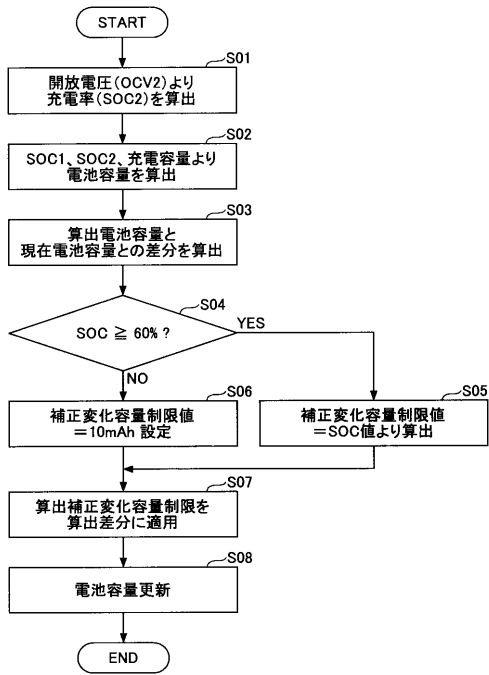 START
S01
開放電圧(OCV2)より
充電率(SOC2)を算出
S02
SOC1、SOC2、充電容量より
電池容量を算出
S03
算出電池容量と
現在電池容量との差分を算出
S04
SOC ≧ 60%?
YES
NO
S06
補正変化容量制限値
=10mAh 設定
S05
補正変化容量制限値
=SOC値より算出
S07
算出補正変化容量制限を
算出差分に適用
S08
電池容量更新
END